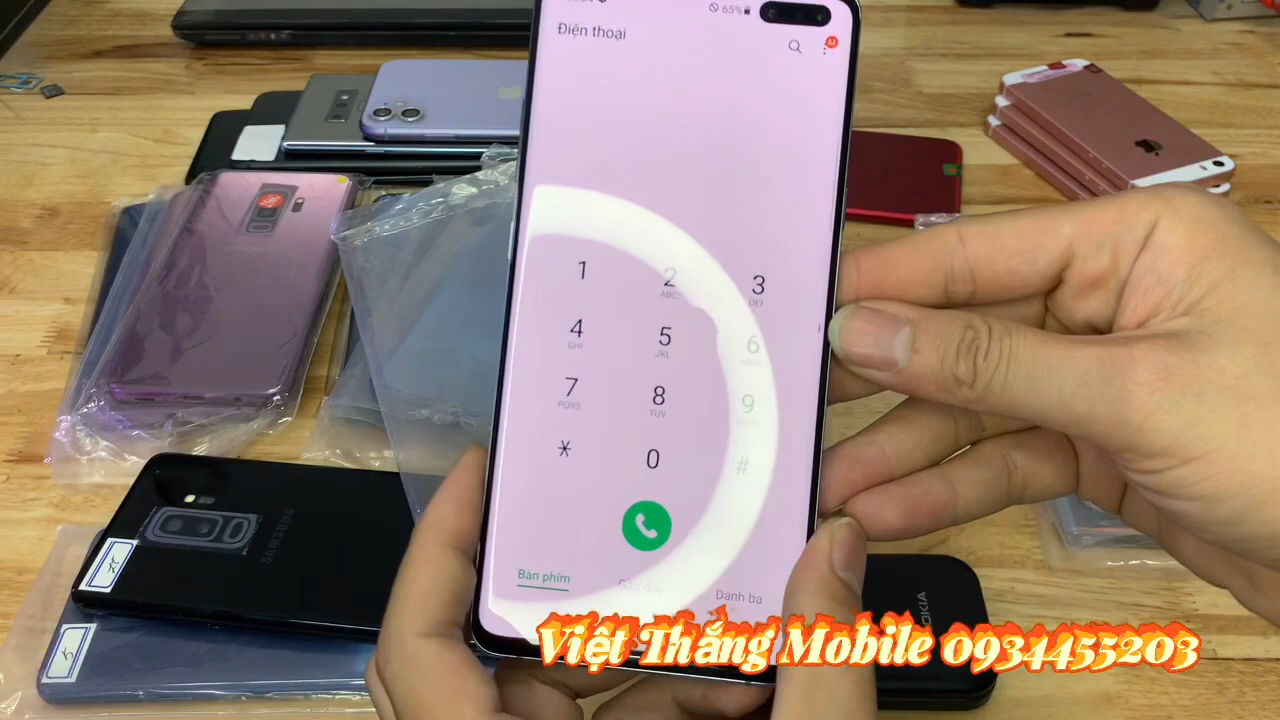 65%
Điện thoại
1
2
ABC
3
DEF
4
GHI
5
JKL
6
7
PQRS
8
TUV
9
*
0
#
Bàn phím
Danh bạ
SAMSUNG
5
NOKIA
Việt Thắng Mobile 0934455203